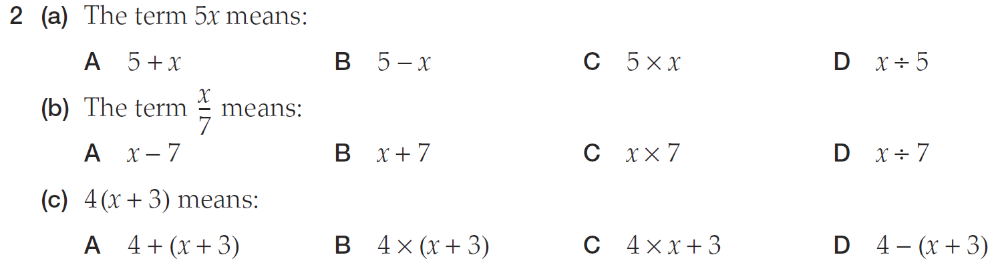 2 (a) The term 5x means:
A 5 + x B 5 − x C 5 × x D x ÷ 5
(b) The term x/7 means:
A x − 7 B x + 7 C x × 7 D x ÷ 7
(c) 4(x + 3) means:
A 4 + (x + 3) B 4 × (x + 3) C 4 × x + 3 D 4 − (x + 3)